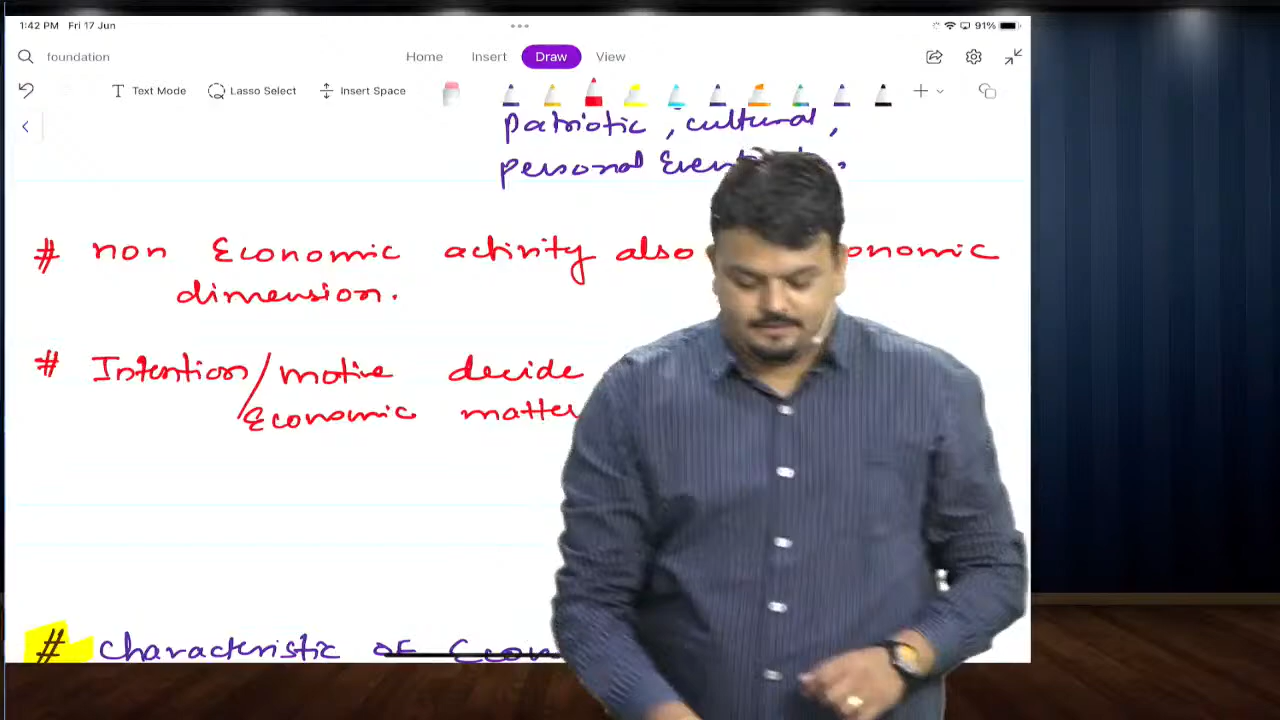 1:42 PM Fri 17 Jun
91%
foundation
Home Insert Draw View
Text Mode Lasso Select Insert Space
patriotic, cultural,
personal
# non Economic activity also onomic
dimension.
# Intention/motive decide
Economic matter
# characteristic of